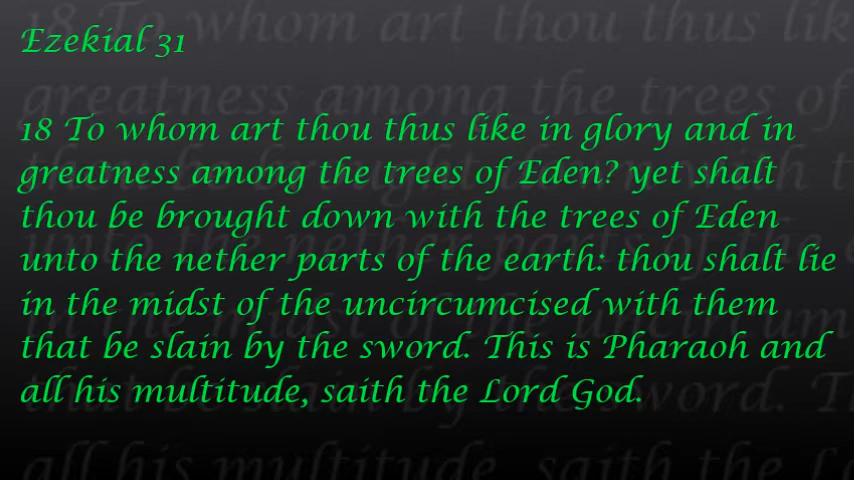 Ezekial 31
18 To whom art thou thus like in glory and in
greatness among the trees of Eden? yet shalt
thou be brought down with the trees of Eden
unto the nether parts of the earth: thou shalt lie
in the midst of the uncircumcised with them
that be slain by the sword. This is Pharaoh and
all his multitude, saith the Lord God.